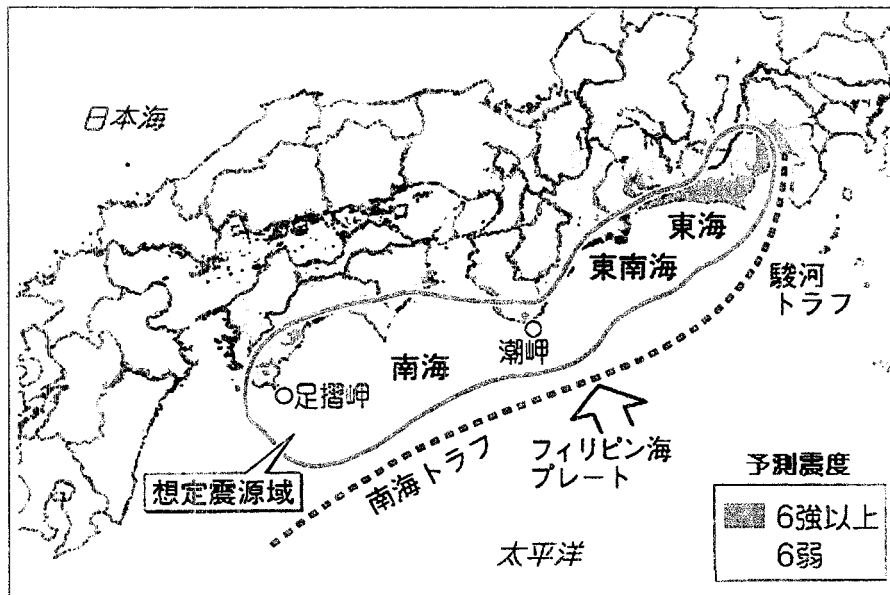 日本海
東海
東南海
駿河
トラフ
潮岬
南海
足摺岬
フィリピン海
プレート
南海トラフ
想定震源域
予測震度
6強以上
6弱
太平洋